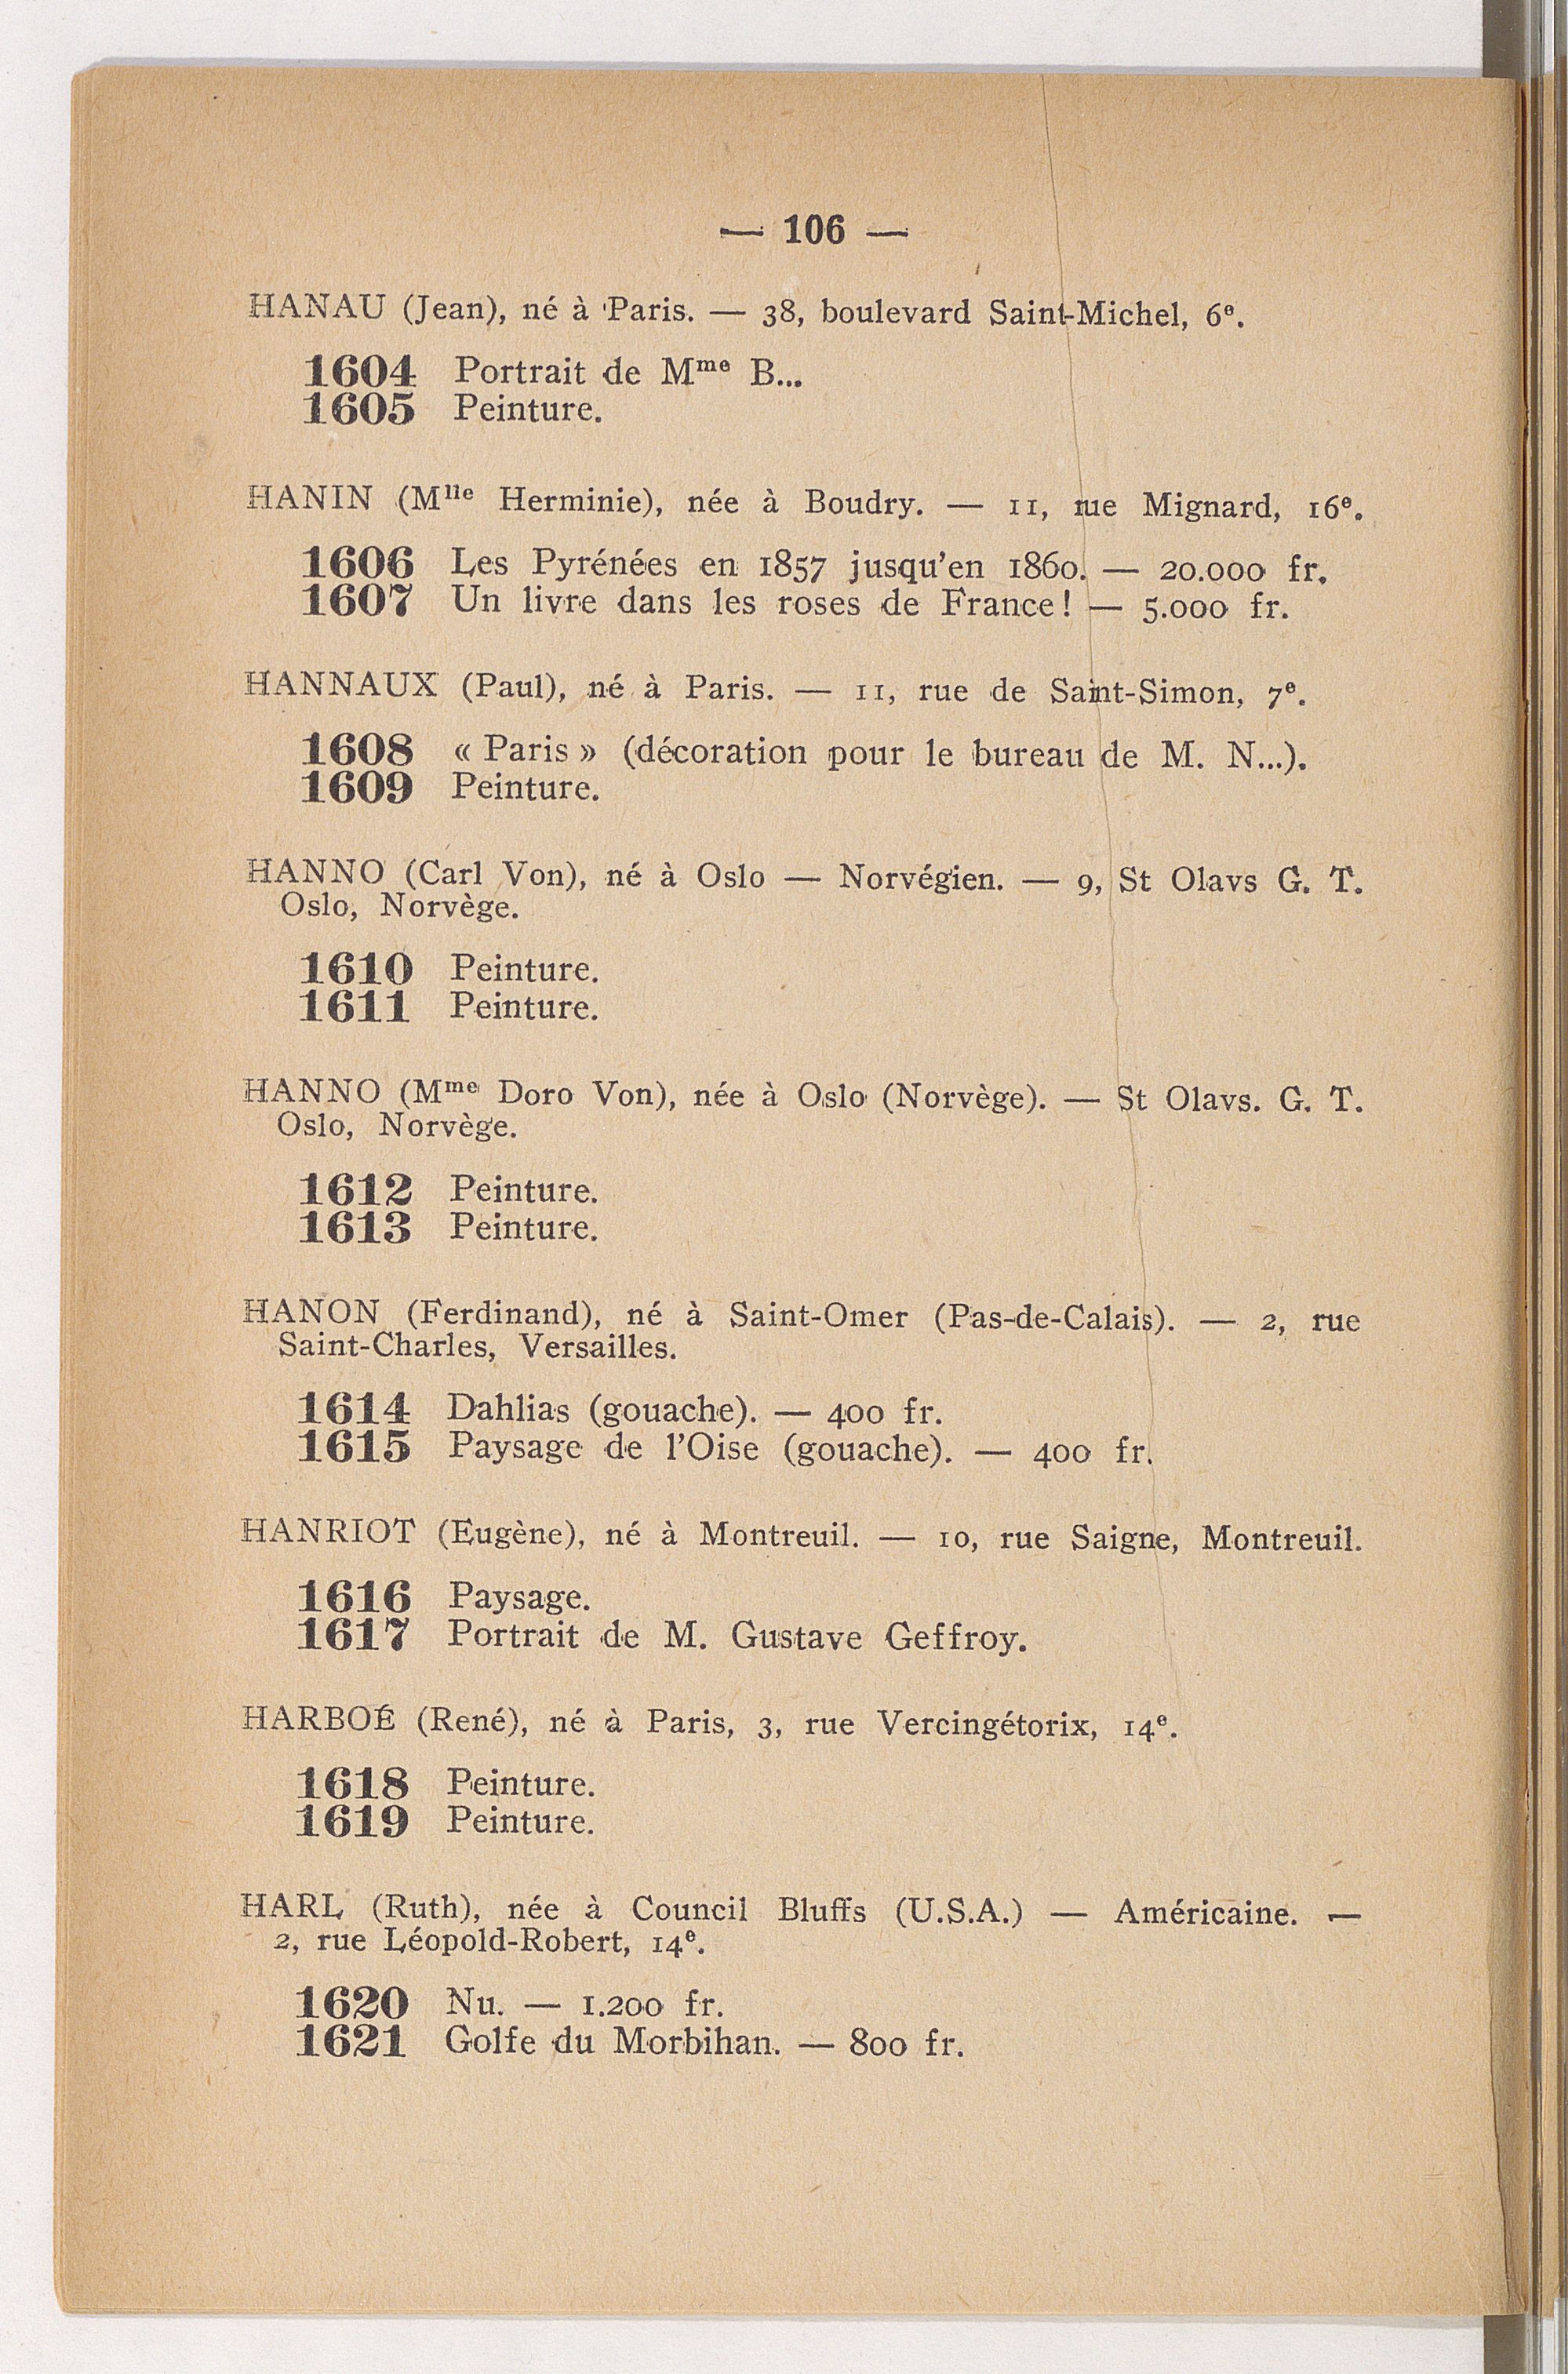 — 106 —
HANAU (Jean), né à Paris. — 38, boulevard Saint-Michel, 6e.
1604 Portrait de Mme B...
1605 Peinture.
HANIN (Mlle Herminie), née à Boudry. — 11, rue Mignard, 16e.
1606 Les Pyrénées en 1857 jusqu'en 1860. — 20.000 fr.
1607 Un livre dans les roses de France! — 5.000 fr.
HANNAUX (Paul), né à Paris. — 11, rue de Saint-Simon, 7e.
1608 « Paris » (décoration pour le bureau de M. N...).
1609 Peinture.
HANNO (Carl Von), né à Oslo — Norvégien. — 9, St Olavs G. T.
Oslo, Norvège.
1610 Peinture.
1611 Peinture.
HANNO (Mme Doro Von), née à Oslo (Norvège). — St Olavs. G. T.
Oslo, Norvège.
1612 Peinture.
1613 Peinture.
HANON (Ferdinand), né à Saint-Omer (Pas-de-Calais). — 2, rue
Saint-Charles, Versailles.
1614 Dahlias (gouache). — 400 fr.
1615 Paysage de l'Oise (gouache). — 400 fr.
HANRIOT (Eugène), né à Montreuil. — 10, rue Saigne, Montreuil.
1616 Paysage.
1617 Portrait de M. Gustave Geffroy.
HARBOÉ (René), né à Paris, 3, rue Vercingétorix, 14e.
1618 Peinture.
1619 Peinture.
HARL (Ruth), née à Council Bluffs (U.S.A.) — Américaine. —
2, rue Léopold-Robert, 14e.
1620 Nu. — 1.200 fr.
1621 Golfe du Morbihan. — 800 fr.